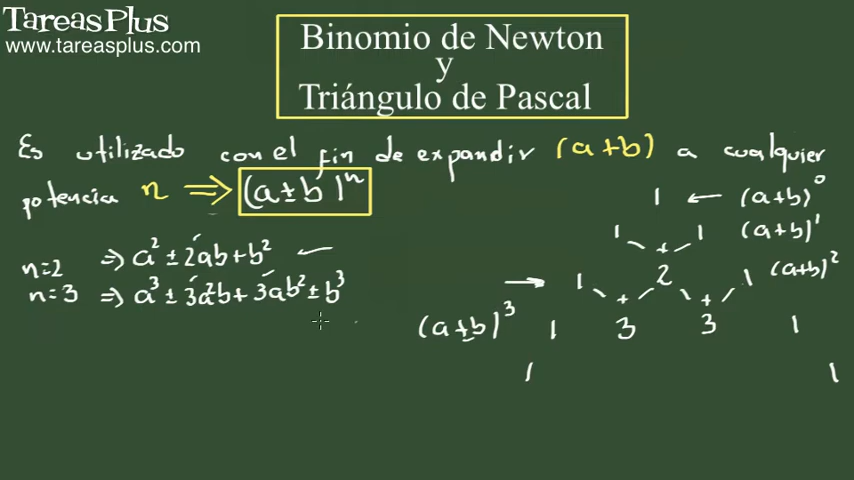 TareasPlus
www.tareasplus.com
Binomio de Newton
y
Triángulo de Pascal
Es utilizado con el fin de expandir (a+b) a cualquier
potencia n ⇒ (a±b)ⁿ
1 ← (a+b)⁰
1 + 1 (a+b)¹
n=2 ⇒ a² ± 2ab + b² ←
→ 1 + 2 + 1 (a+b)²
n=3 ⇒ a³ ± 3a²b + 3ab² ± b³
(a±b)³ 1 3 3 1
1 1